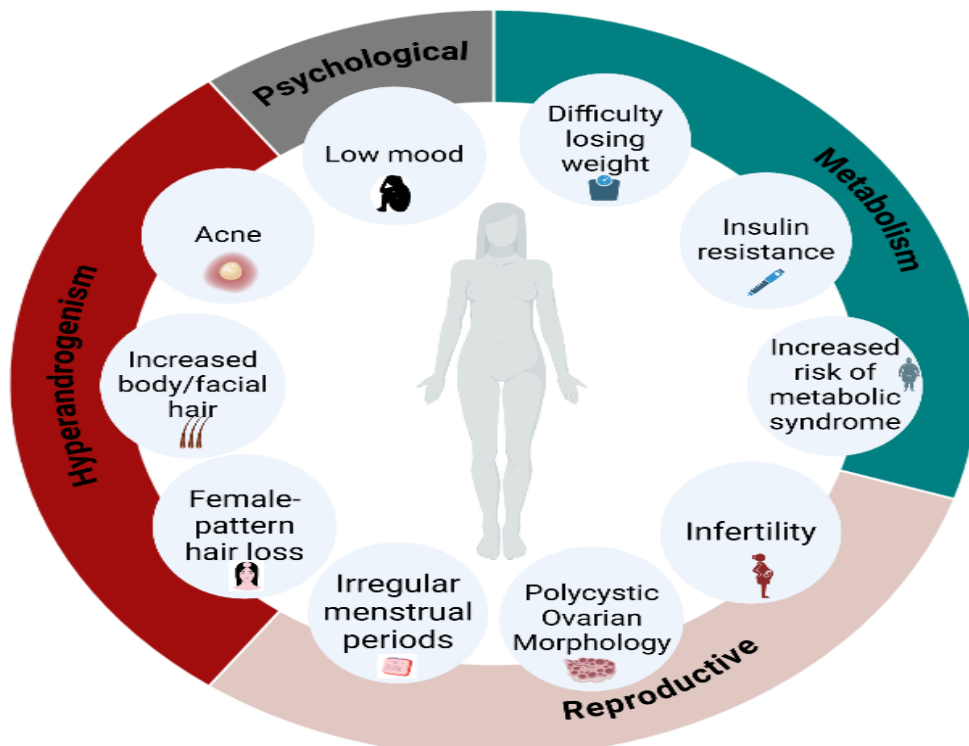 Psychological
Metabolism
Hyperandrogenism
Reproductive
Low mood
Difficulty
losing
weight
Insulin
resistance
Increased
risk of
metabolic
syndrome
Infertility
Polycystic
Ovarian
Morphology
Irregular
menstrual
periods
Female-
pattern
hair loss
Increased
body/facial
hair
Acne